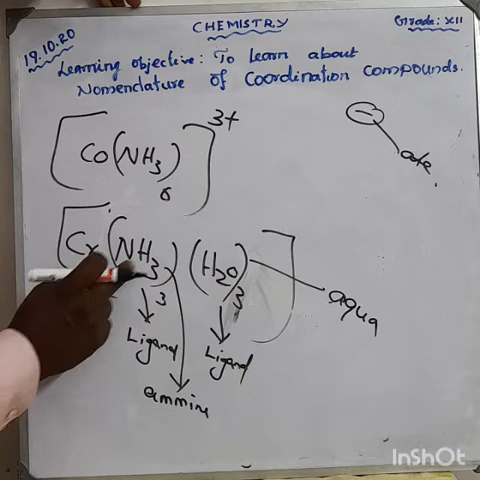 19.10.20
CHEMISTRY
Grade: XII
Learning objective: To learn about
Nomenclature of Coordination compounds.
[Co(NH3)6]3+
−
ate
[Cr(NH3)3(H2O)3]
aqua
Ligand
Ligand
ammine
InShOt